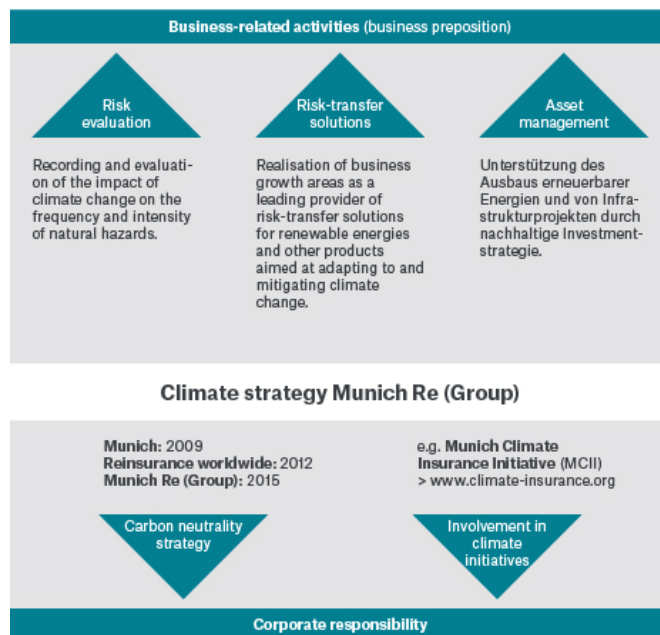 Business-related activities (business preposition)
Risk
evaluation
Recording and evaluati-
on of the impact of
climate change on the
frequency and intensity
of natural hazards.
Risk-transfer
solutions
Realisation of business
growth areas as a
leading provider of
risk-transfer solutions
for renewable energies
and other products
aimed at adapting to and
mitigating climate
change.
Asset
management
Unterstützung des
Ausbaus erneuerbarer
Energien und von Infra-
strukturprojekten durch
nachhaltige Investment-
strategie.
Climate strategy Munich Re (Group)
Munich: 2009
Reinsurance worldwide: 2012
Munich Re (Group): 2015
Carbon neutrality
strategy
e.g. Munich Climate
Insurance Initiative (MCII)
> www.climate-insurance.org
Involvement in
climate
initiatives
Corporate responsibility